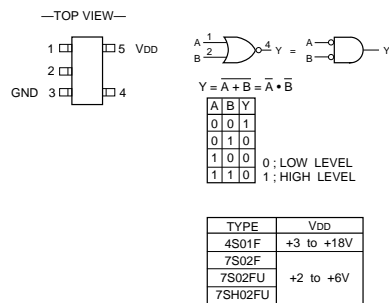 —TOP VIEW—
1 5 VDD
2
GND 3 4
A 1 4 Y = A Y
B 2 B
Y = A + B = A • B
A B Y
0 0 1
0 1 0
1 0 0
1 1 0
0 ; LOW LEVEL
1 ; HIGH LEVEL
TYPE VDD
4S01F +3 to +18V
7S02F
7S02FU +2 to +6V
7SH02FU